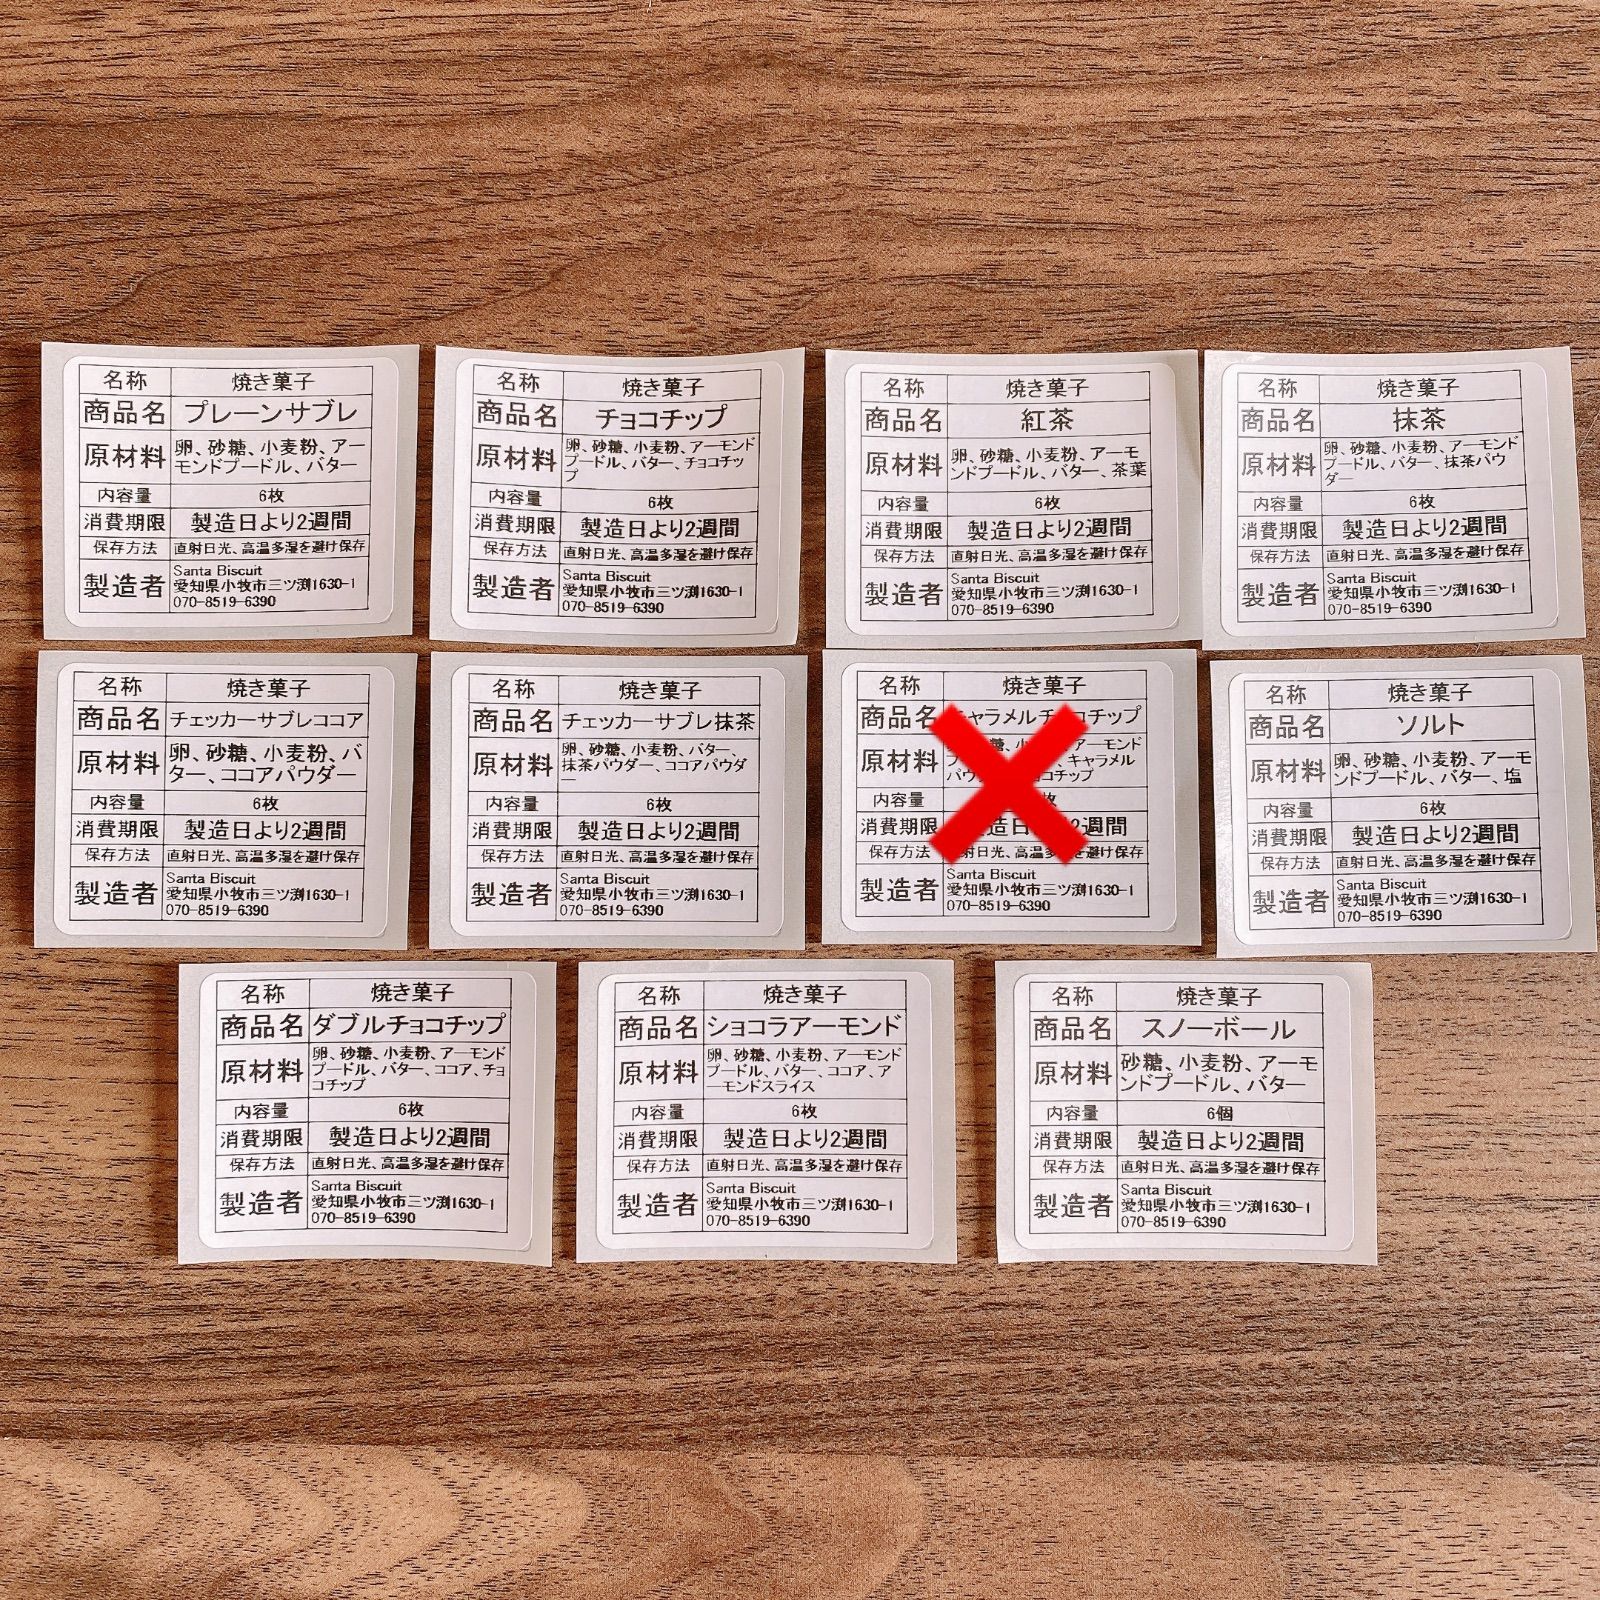 名称 焼き菓子
商品名 プレーンサブレ
原材料 卵、砂糖、小麦粉、アー
モンドプードル、バター
内容量 6枚
消費期限 製造日より2週間
保存方法 直射日光、高温多湿を避け保存
製造者 Santa Biscuit
愛知県小牧市三ツ渕1630-1
070-8519-6390
名称 焼き菓子
商品名 チョコチップ
原材料 卵、砂糖、小麦粉、アーモンド
プードル、バター、チョコチッ
プ
内容量 6枚
消費期限 製造日より2週間
保存方法 直射日光、高温多湿を避け保存
製造者 Santa Biscuit
愛知県小牧市三ツ渕1630-1
070-8519-6390
名称 焼き菓子
商品名 紅茶
原材料 卵、砂糖、小麦粉、アーモ
ンドプードル、バター、茶葉
内容量 6枚
消費期限 製造日より2週間
保存方法 直射日光、高温多湿を避け保存
製造者 Santa Biscuit
愛知県小牧市三ツ渕1630-1
070-8519-6390
名称 焼き菓子
商品名 抹茶
原材料 卵、砂糖、小麦粉、アーモンド
プードル、バター、抹茶パウ
ダー
内容量 6枚
消費期限 製造日より2週間
保存方法 直射日光、高温多湿を避け保存
製造者 Santa Biscuit
愛知県小牧市三ツ渕1630-1
070-8519-6390
名称 焼き菓子
商品名 チェッカーサブレココア
原材料 卵、砂糖、小麦粉、バ
ター、ココアパウダー
内容量 6枚
消費期限 製造日より2週間
保存方法 直射日光、高温多湿を避け保存
製造者 Santa Biscuit
愛知県小牧市三ツ渕1630-1
070-8519-6390
名称 焼き菓子
商品名 チェッカーサブレ抹茶
原材料 卵、砂糖、小麦粉、バター、
抹茶パウダー、ココアパウダ
ー
内容量 6枚
消費期限 製造日より2週間
保存方法 直射日光、高温多湿を避け保存
製造者 Santa Biscuit
愛知県小牧市三ツ渕1630-1
070-8519-6390
名称 焼き菓子
商品名 キャラメルチョコチップ
原材料 糖、小 アーモンド
キャラメル
パウ コチップ
内容量 枚
消費期限 造日 2週間
保存方法 射日光、高温多湿を避け保存
製造者 Santa Biscuit
愛知県小牧市三ツ渕1630-1
070-8519-6390
名称 焼き菓子
商品名 ソルト
原材料 卵、砂糖、小麦粉、アーモ
ンドプードル、バター、塩
内容量 6枚
消費期限 製造日より2週間
保存方法 直射日光、高温多湿を避け保存
製造者 Santa Biscuit
愛知県小牧市三ツ渕1630-1
070-8519-6390
名称 焼き菓子
商品名 ダブルチョコチップ
原材料 卵、砂糖、小麦粉、アーモンド
プードル、バター、ココア、チョ
コチップ
内容量 6枚
消費期限 製造日より2週間
保存方法 直射日光、高温多湿を避け保存
製造者 Santa Biscuit
愛知県小牧市三ツ渕1630-1
070-8519-6390
名称 焼き菓子
商品名 ショコラアーモンド
原材料 卵、砂糖、小麦粉、アーモンド
プードル、バター、ココア、ア
ーモンドスライス
内容量 6枚
消費期限 製造日より2週間
保存方法 直射日光、高温多湿を避け保存
製造者 Santa Biscuit
愛知県小牧市三ツ渕1630-1
070-8519-6390
名称 焼き菓子
商品名 スノーボール
原材料 砂糖、小麦粉、アーモ
ンドプードル、バター
内容量 6個
消費期限 製造日より2週間
保存方法 直射日光、高温多湿を避け保存
製造者 Santa Biscuit
愛知県小牧市三ツ渕1630-1
070-8519-6390